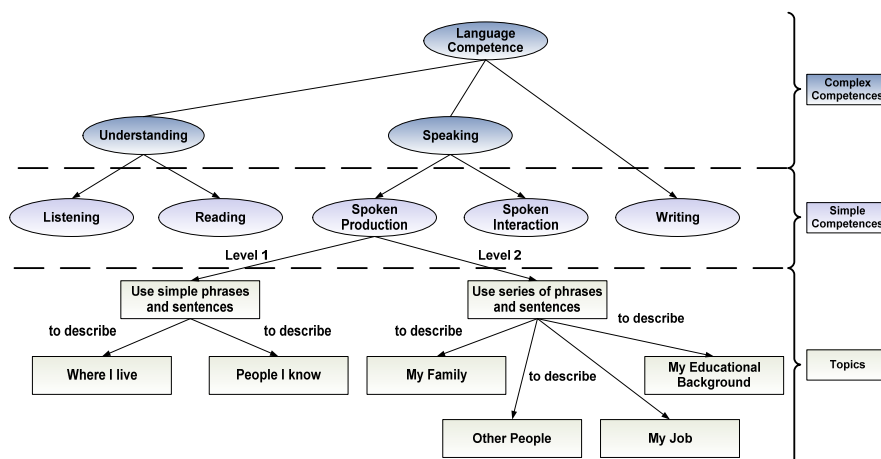 Language
Competence
Complex
Competences
Understanding
Speaking
Listening
Reading
Spoken
Production
Spoken
Interaction
Writing
Simple
Competences
Level 1
Level 2
Use simple phrases
and sentences
Use series of phrases
and sentences
to describe
to describe
to describe
to describe
Where I live
People I know
My Family
to describe
My Educational
Background
Topics
Other People
My Job